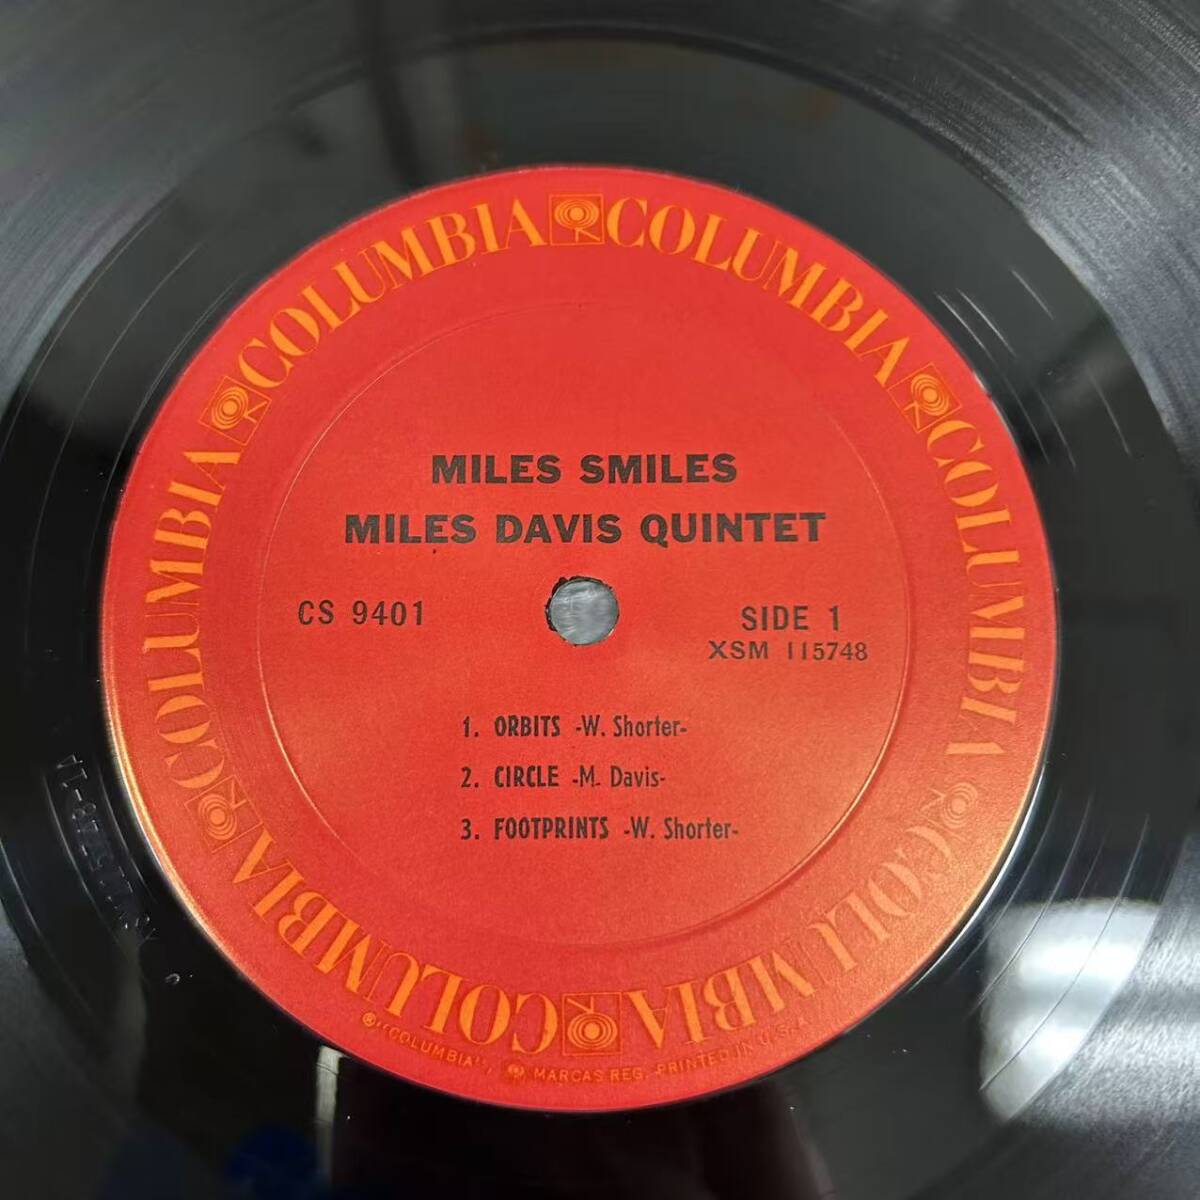 COLUMBIA COLUMBIA COLUMBIA COLUMBIA COLUMBIA COLUMBIA
MILES SMILES
MILES DAVIS QUINTET
CS 9401
SIDE 1
XSM 115748
1. ORBITS -W. Shorter-
2. CIRCLE -M. Davis-
3. FOOTPRINTS -W. Shorter-
®"COLUMBIA", MARCAS REG. PRINTED IN U.S.A.